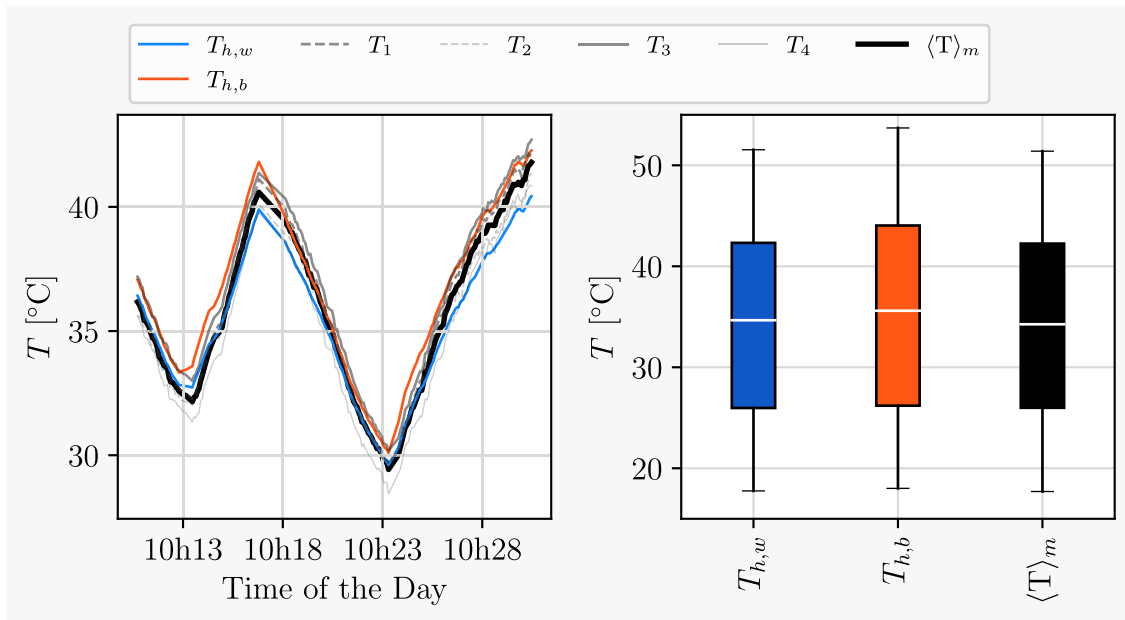 T_{h,w} T_1 T_2 T_3 T_4 ⟨T⟩_m
T_{h,b}
T [°C]
40
35
30
10h13 10h18 10h23 10h28
Time of the Day
T [°C]
50
40
30
20
T_{h,w} T_{h,b} ⟨T⟩_m